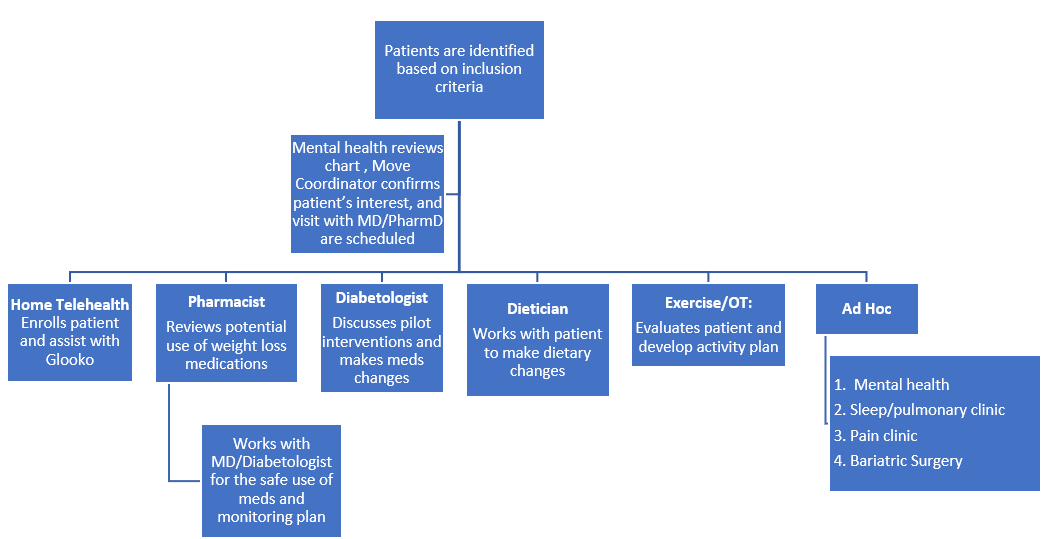 Patients are identified
based on inclusion
criteria
Mental health reviews
chart , Move
Coordinator confirms
patient's interest, and
visit with MD/PharmD
are scheduled
Home Telehealth
Enrolls patient
and assist with
Glooko
Pharmacist
Reviews potential
use of weight loss
medications
Works with
MD/Diabetologist
for the safe use of
meds and
monitoring plan
Diabetologist
Discusses pilot
interventions and
makes meds
changes
Dietician
Works with patient
to make dietary
changes
Exercise/OT:
Evaluates patient and
develop activity plan
Ad Hoc
1. Mental health
2. Sleep/pulmonary clinic
3. Pain clinic
4. Bariatric Surgery